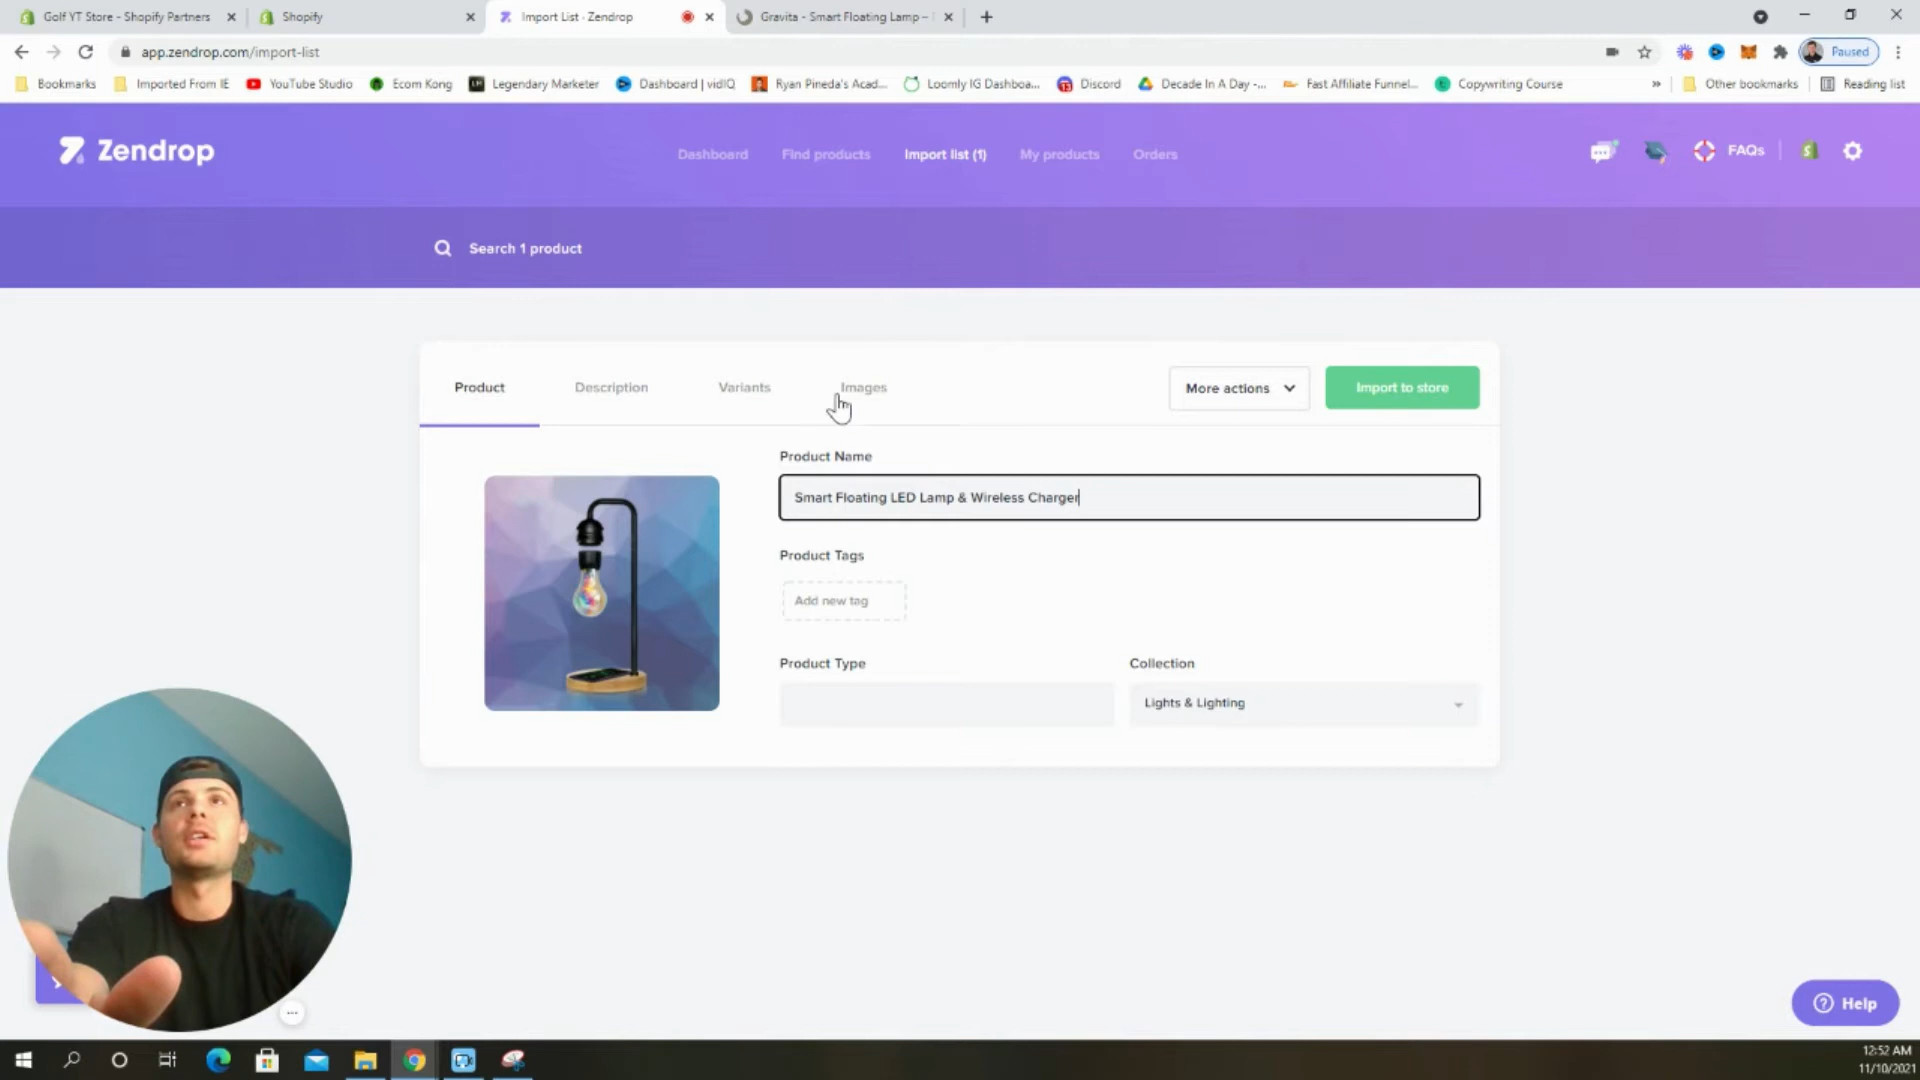 Golf YT Store - Shopify Partners
Shopify
Import List · Zendrop
Gravita - Smart Floating Lamp –
app.zendrop.com/import-list
Paused
Bookmarks
Imported From IE
YouTube Studio
Ecom Kong
Legendary Marketer
Dashboard | vidIQ
Ryan Pineda's Acad...
Loomly IG Dashboa...
Discord
Decade In A Day -...
Fast Affiliate Funnel...
Copywriting Course
»
Other bookmarks
Reading list
Zendrop
Dashboard
Find products
Import list (1)
My products
Orders
FAQs
Search 1 product
Product
Description
Variants
Images
More actions
Import to store
Product Name
Smart Floating LED Lamp & Wireless Charger
Product Tags
Add new tag
Product Type
Collection
Lights & Lighting
Help
12:52 AM
11/10/2021